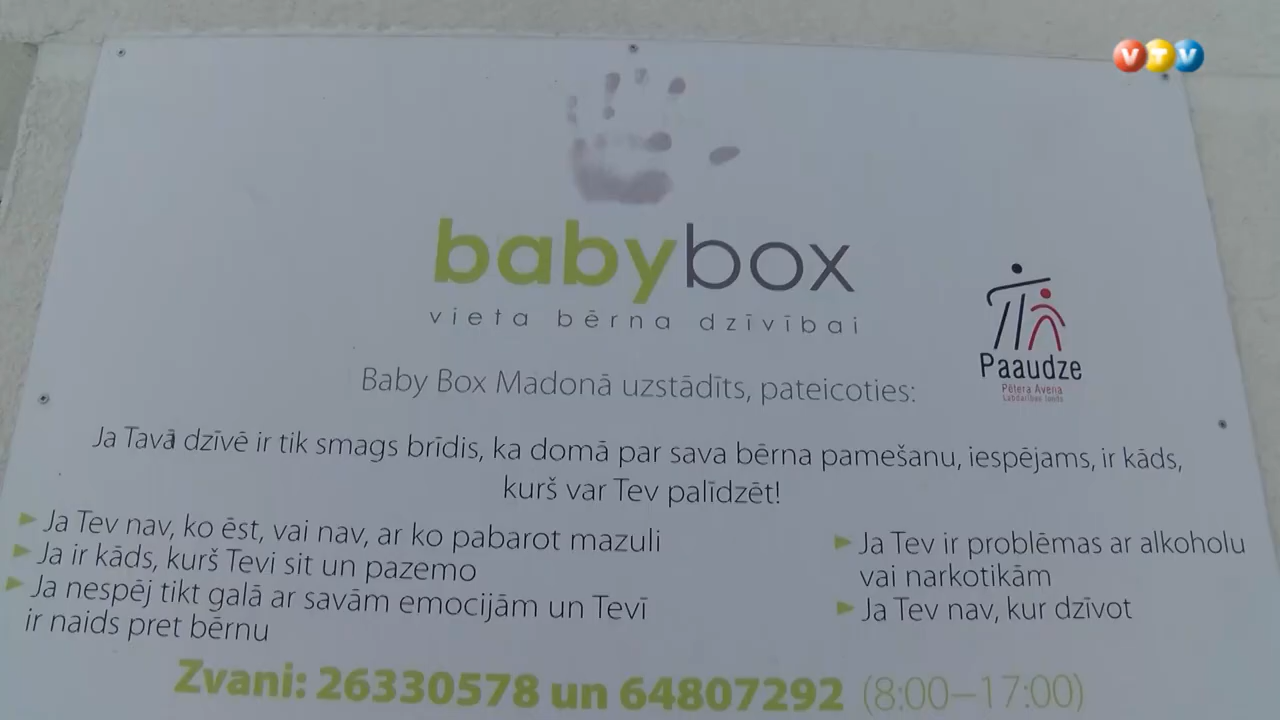 VTV
babybox
vieta bērna dzīvībai
Paaudze
Pētera Avena
Labdarības fonds
Baby Box Madonā uzstādīts, pateicoties:
Ja Tavā dzīvē ir tik smags brīdis, ka domā par sava bērna pamešanu, iespējams, ir kāds,
kurš var Tev palīdzēt!
Ja Tev nav, ko ēst, vai nav, ar ko pabarot mazuli
Ja ir kāds, kurš Tevi sit un pazemo
Ja nespēj tikt galā ar savām emocijām un Tevī
ir naids pret bērnu
Ja Tev ir problēmas ar alkoholu
vai narkotikām
Ja Tev nav, kur dzīvot
Zvani: 26330578 un 64807292 (8:00–17:00)